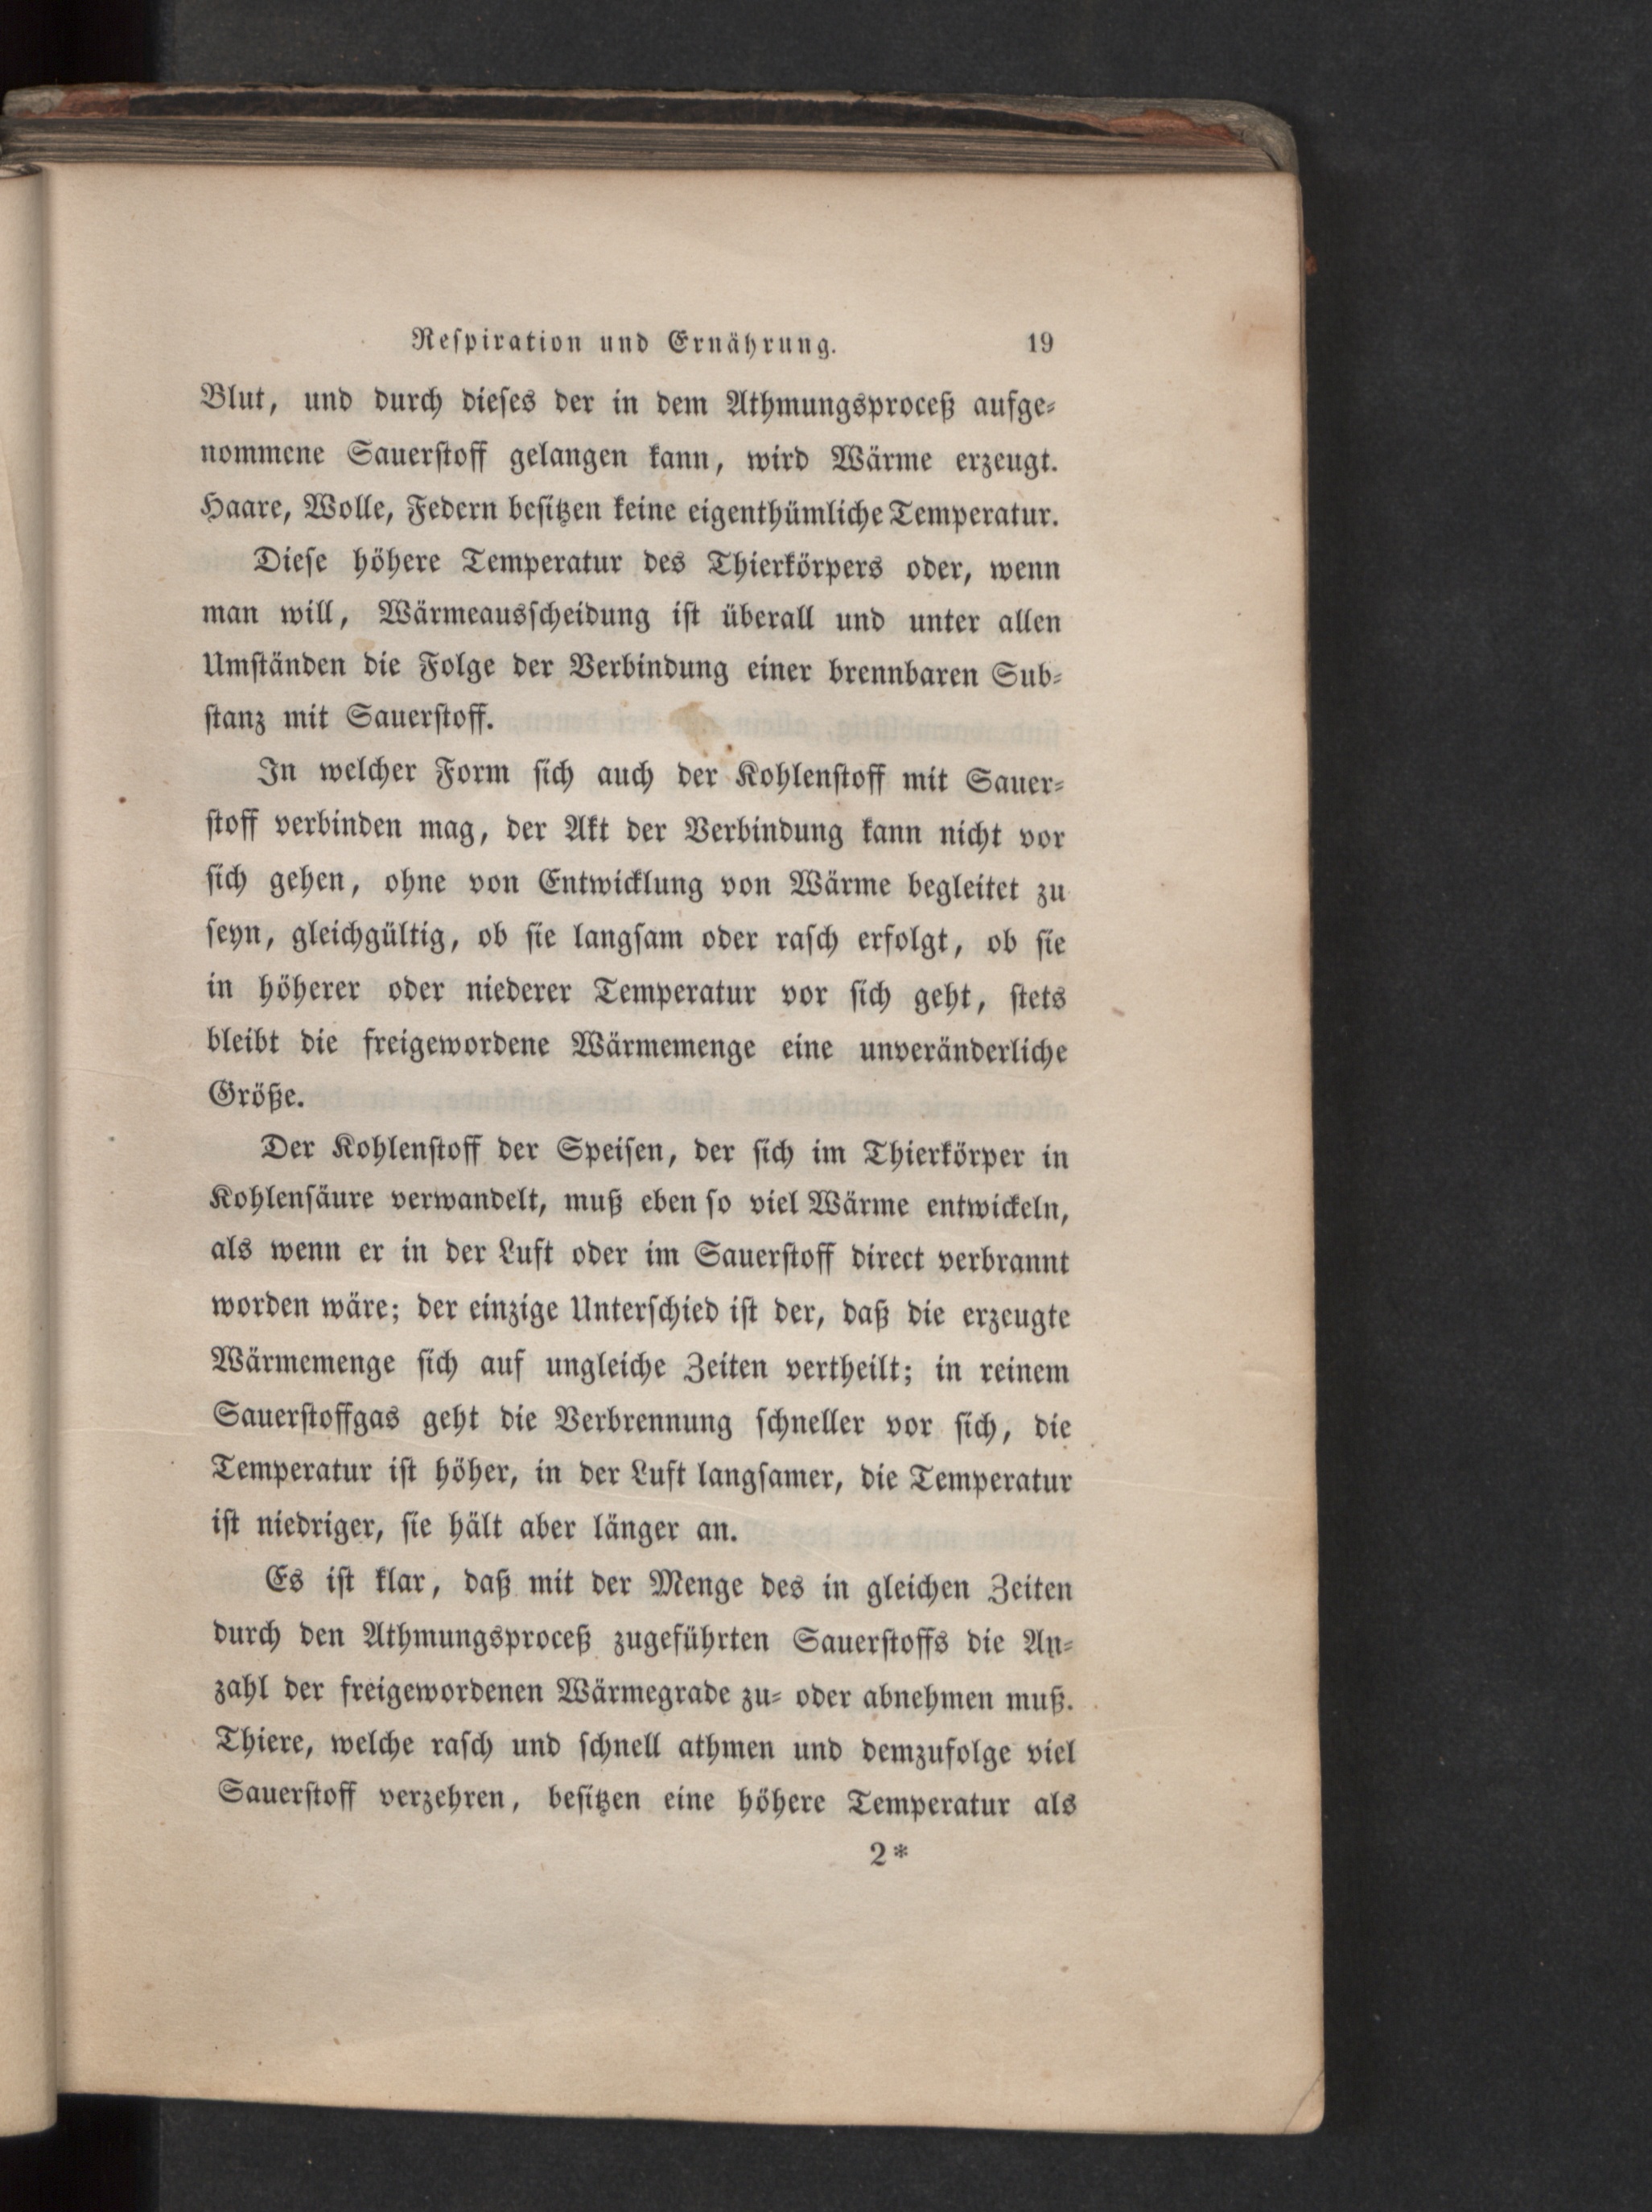 Reſpiration und Ernährung. 19
Blut, und durch dieſes der in dem Athmungsproceß aufge⸗
nommene Sauerſtoff gelangen kann, wird Wärme erzeugt.
Haare, Wolle, Federn beſitzen keine eigenthümliche Temperatur.
Dieſe höhere Temperatur des Thierkörpers oder, wenn
man will, Wärmeausſcheidung iſt überall und unter allen
Umſtänden die Folge der Verbindung einer brennbaren Sub⸗
ſtanz mit Sauerſtoff.
In welcher Form ſich auch der Kohlenſtoff mit Sauer⸗
ſtoff verbinden mag, der Akt der Verbindung kann nicht vor
ſich gehen, ohne von Entwicklung von Wärme begleitet zu
ſeyn, gleichgültig, ob ſie langſam oder raſch erfolgt, ob ſie
in höherer oder niederer Temperatur vor ſich geht, ſtets
bleibt die freigewordene Wärmemenge eine unveränderliche
Größe.
Der Kohlenſtoff der Speiſen, der ſich im Thierkörper in
Kohlenſäure verwandelt, muß eben ſo viel Wärme entwickeln,
als wenn er in der Luft oder im Sauerſtoff direct verbrannt
worden wäre; der einzige Unterſchied iſt der, daß die erzeugte
Wärmemenge ſich auf ungleiche Zeiten vertheilt; in reinem
Sauerſtoffgas geht die Verbrennung ſchneller vor ſich, die
Temperatur iſt höher, in der Luft langſamer, die Temperatur
iſt niedriger, ſie hält aber länger an.
Es iſt klar, daß mit der Menge des in gleichen Zeiten
durch den Athmungsproceß zugeführten Sauerſtoffs die An⸗
zahl der freigewordenen Wärmegrade zu⸗ oder abnehmen muß.
Thiere, welche raſch und ſchnell athmen und demzufolge viel
Sauerſtoff verzehren, beſitzen eine höhere Temperatur als
2*